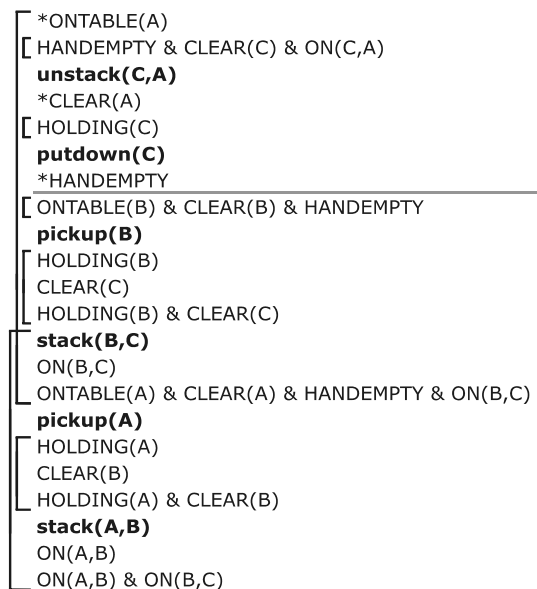 *ONTABLE(A)
HANDEMPTY & CLEAR(C) & ON(C,A)
unstack(C,A)
*CLEAR(A)
HOLDING(C)
putdown(C)
*HANDEMPTY
ONTABLE(B) & CLEAR(B) & HANDEMPTY
pickup(B)
HOLDING(B)
CLEAR(C)
HOLDING(B) & CLEAR(C)
stack(B,C)
ON(B,C)
ONTABLE(A) & CLEAR(A) & HANDEMPTY & ON(B,C)
pickup(A)
HOLDING(A)
CLEAR(B)
HOLDING(A) & CLEAR(B)
stack(A,B)
ON(A,B)
ON(A,B) & ON(B,C)